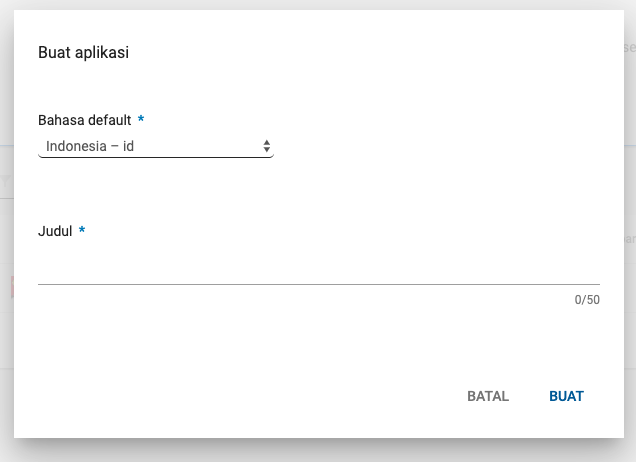 Buat aplikasi
Bahasa default *
Indonesia – id
Judul *
0/50
BATAL BUAT